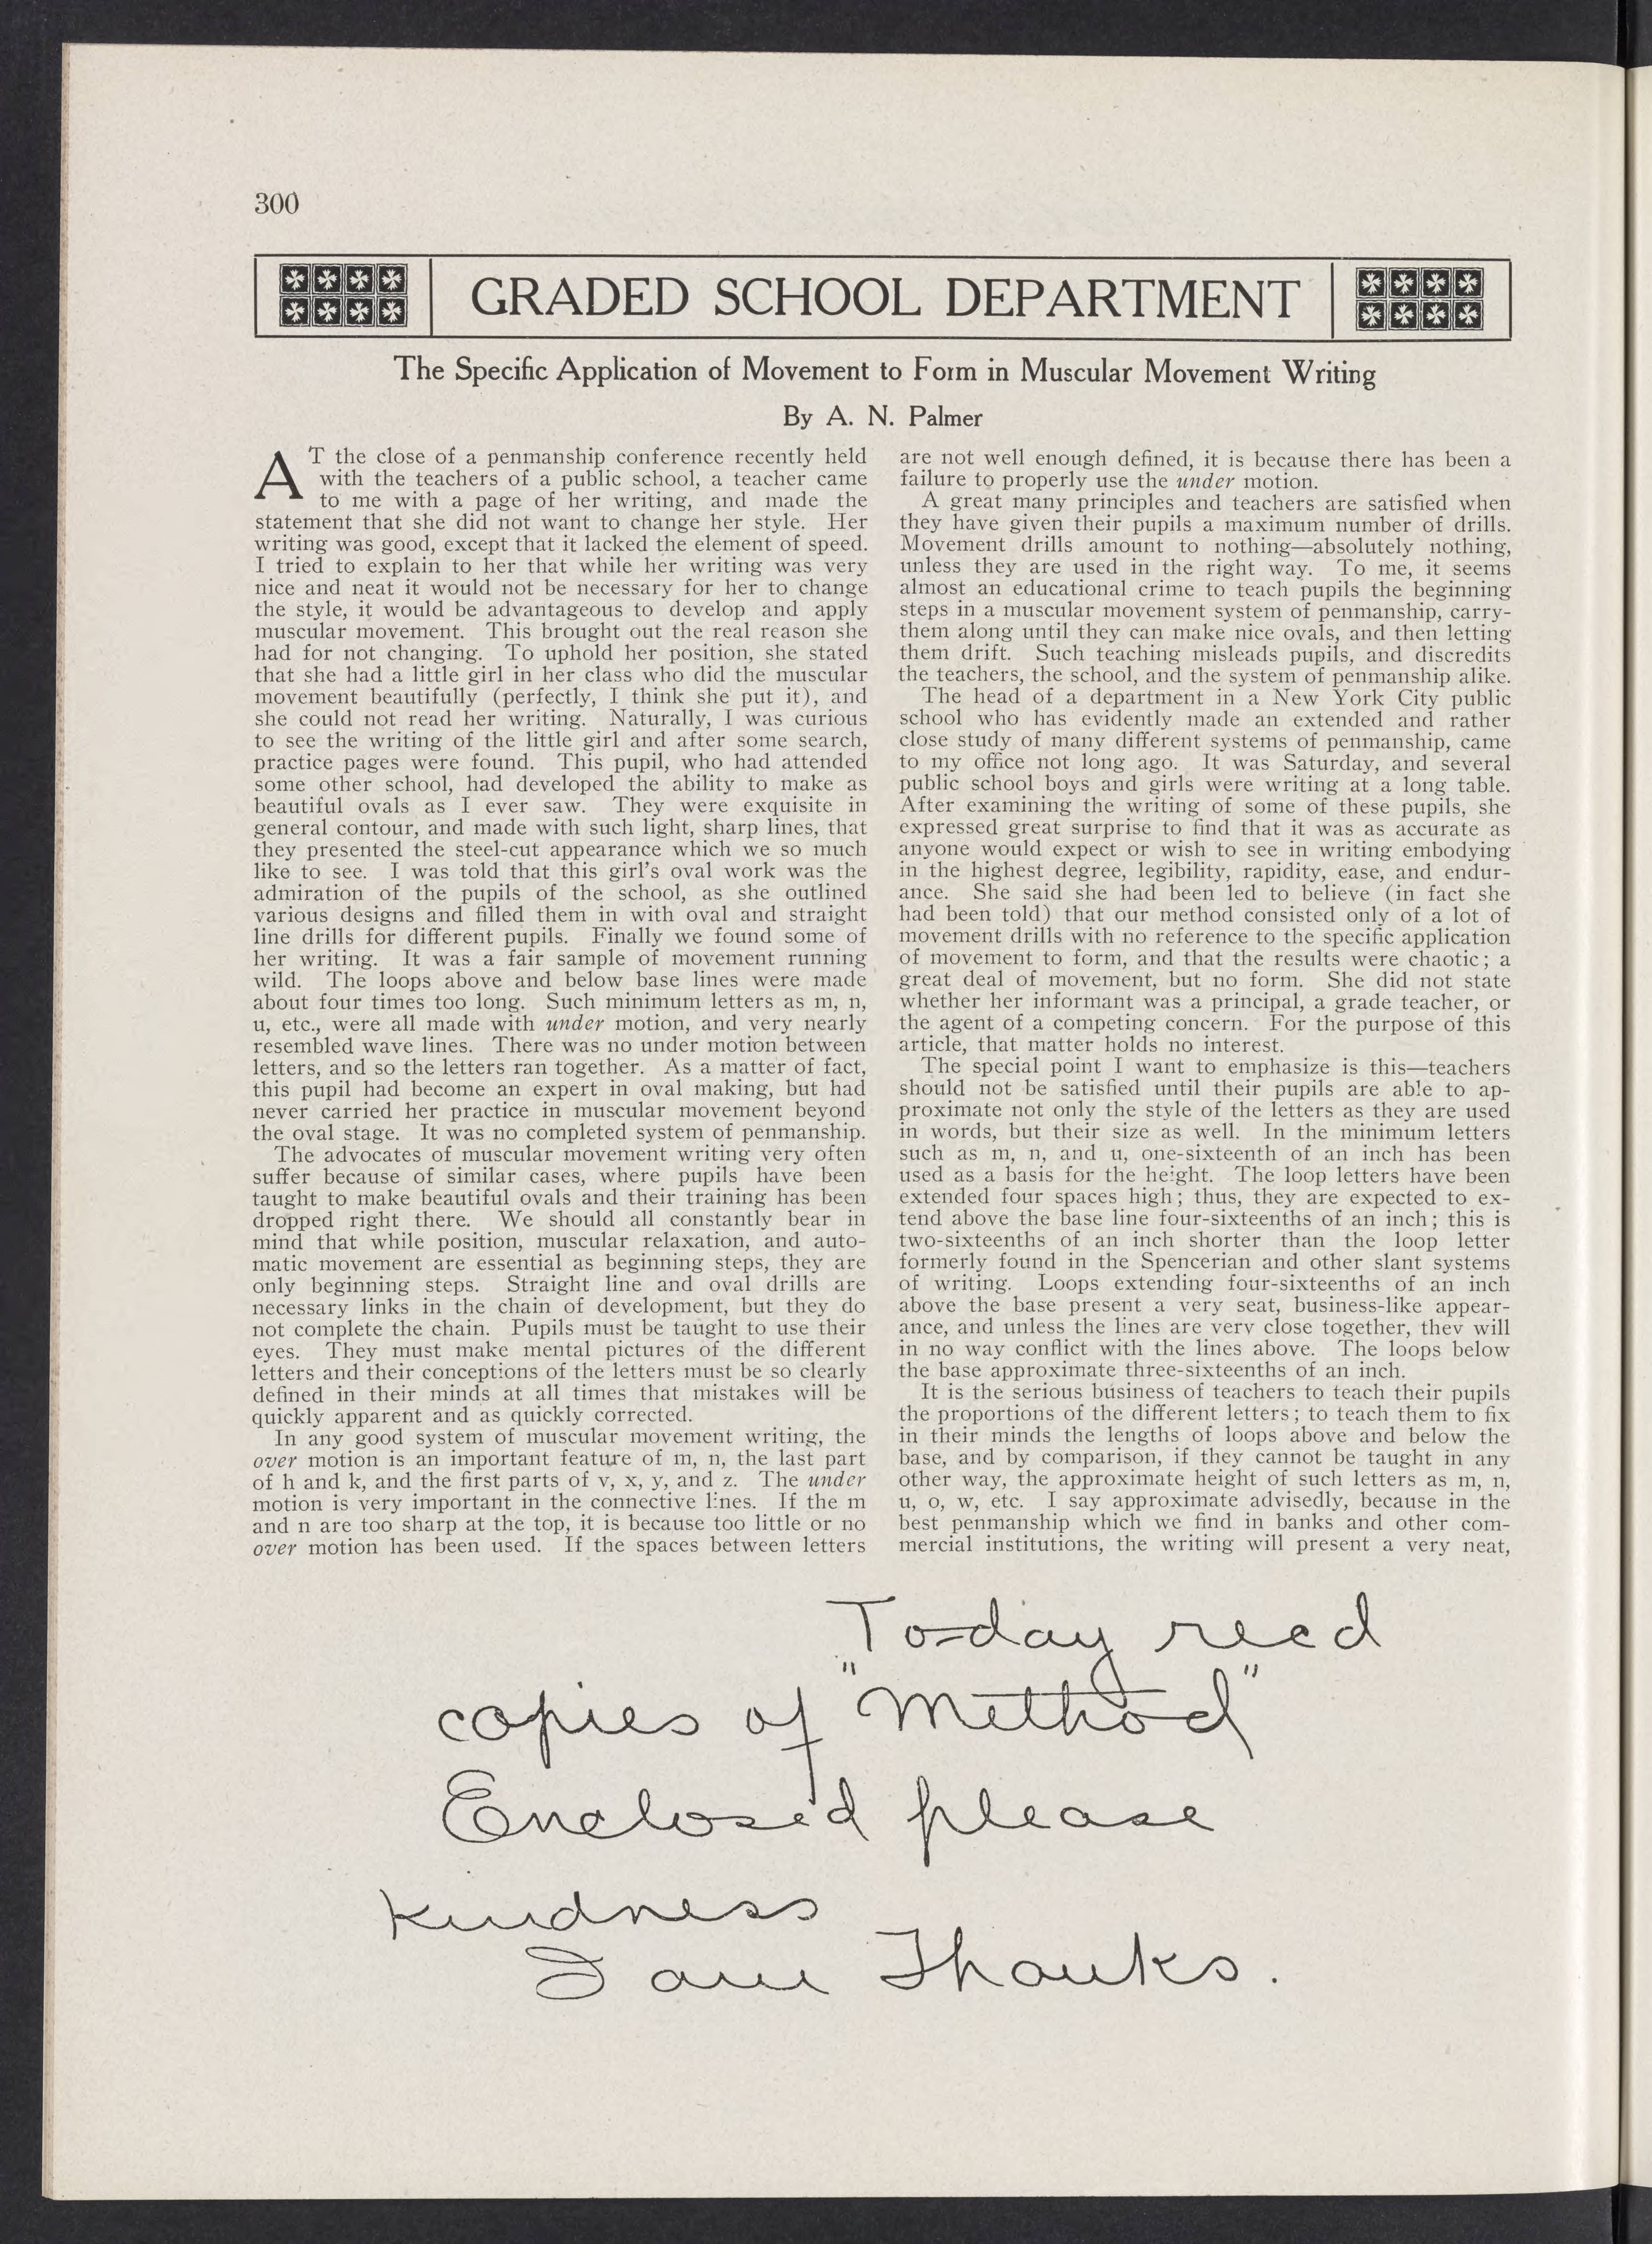 300
GRADED SCHOOL DEPARTMENT
The Specific Application of Movement to Form in Muscular Movement Writing
By A. N. Palmer
AT the close of a penmanship conference recently held
with the teachers of a public school, a teacher came
to me with a page of her writing, and made the
statement that she did not want to change her style. Her
writing was good, except that it lacked the element of speed.
I tried to explain to her that while her writing was very
nice and neat it would not be necessary for her to change
the style, it would be advantageous to develop and apply
muscular movement. This brought out the real reason she
had for not changing. To uphold her position, she stated
that she had a little girl in her class who did the muscular
movement beautifully (perfectly, I think she put it), and
she could not read her writing. Naturally, I was curious
to see the writing of the little girl and after some search,
practice pages were found. This pupil, who had attended
some other school, had developed the ability to make as
beautiful ovals as I ever saw. They were exquisite in
general contour, and made with such light, sharp lines, that
they presented the steel-cut appearance which we so much
like to see. I was told that this girl's oval work was the
admiration of the pupils of the school, as she outlined
various designs and filled them in with oval and straight
line drills for different pupils. Finally we found some of
her writing. It was a fair sample of movement running
wild. The loops above and below base lines were made
about four times too long. Such minimum letters as m, n,
u, etc., were all made with under motion, and very nearly
resembled wave lines. There was no under motion between
letters, and so the letters ran together. As a matter of fact,
this pupil had become an expert in oval making, but had
never carried her practice in muscular movement beyond
the oval stage. It was no completed system of penmanship.
The advocates of muscular movement writing very often
suffer because of similar cases, where pupils have been
taught to make beautiful ovals and their training has been
dropped right there. We should all constantly bear in
mind that while position, muscular relaxation, and auto-
matic movement are essential as beginning steps, they are
only beginning steps. Straight line and oval drills are
necessary links in the chain of development, but they do
not complete the chain. Pupils must be taught to use their
eyes. They must make mental pictures of the different
letters and their conceptions of the letters must be so clearly
defined in their minds at all times that mistakes will be
quickly apparent and as quickly corrected.
In any good system of muscular movement writing, the
over motion is an important feature of m, n, the last part
of h and k, and the first parts of v, x, y, and z. The under
motion is very important in the connective lines. If the m
and n are too sharp at the top, it is because too little or no
over motion has been used. If the spaces between letters
are not well enough defined, it is because there has been a
failure to properly use the under motion.
A great many principles and teachers are satisfied when
they have given their pupils a maximum number of drills.
Movement drills amount to nothing—absolutely nothing,
unless they are used in the right way. To me, it seems
almost an educational crime to teach pupils the beginning
steps in a muscular movement system of penmanship, carry-
them along until they can make nice ovals, and then letting
them drift. Such teaching misleads pupils, and discredits
the teachers, the school, and the system of penmanship alike.
The head of a department in a New York City public
school who has evidently made an extended and rather
close study of many different systems of penmanship, came
to my office not long ago. It was Saturday, and several
public school boys and girls were writing at a long table.
After examining the writing of some of these pupils, she
expressed great surprise to find that it was as accurate as
anyone would expect or wish to see in writing embodying
in the highest degree, legibility, rapidity, ease, and endur-
ance. She said she had been led to believe (in fact she
had been told) that our method consisted only of a lot of
movement drills with no reference to the specific application
of movement to form, and that the results were chaotic; a
great deal of movement, but no form. She did not state
whether her informant was a principal, a grade teacher, or
the agent of a competing concern. For the purpose of this
article, that matter holds no interest.
The special point I want to emphasize is this—teachers
should not be satisfied until their pupils are able to ap-
proximate not only the style of the letters as they are used
in words, but their size as well. In the minimum letters
such as m, n, and u, one-sixteenth of an inch has been
used as a basis for the height. The loop letters have been
extended four spaces high; thus, they are expected to ex-
tend above the base line four-sixteenths of an inch; this is
two-sixteenths of an inch shorter than the loop letter
formerly found in the Spencerian and other slant systems
of writing. Loops extending four-sixteenths of an inch
above the base present a very seat, business-like appear-
ance, and unless the lines are very close together, they will
in no way conflict with the lines above. The loops below
the base approximate three-sixteenths of an inch.
It is the serious business of teachers to teach their pupils
the proportions of the different letters; to teach them to fix
in their minds the lengths of loops above and below the
base, and by comparison, if they cannot be taught in any
other way, the approximate height of such letters as m, n,
u, o, w, etc. I say approximate advisedly, because in the
best penmanship which we find in banks and other com-
mercial institutions, the writing will present a very neat,
To-day recd
copies of "Method"
Enclosed please
kindness
I am Thanks.